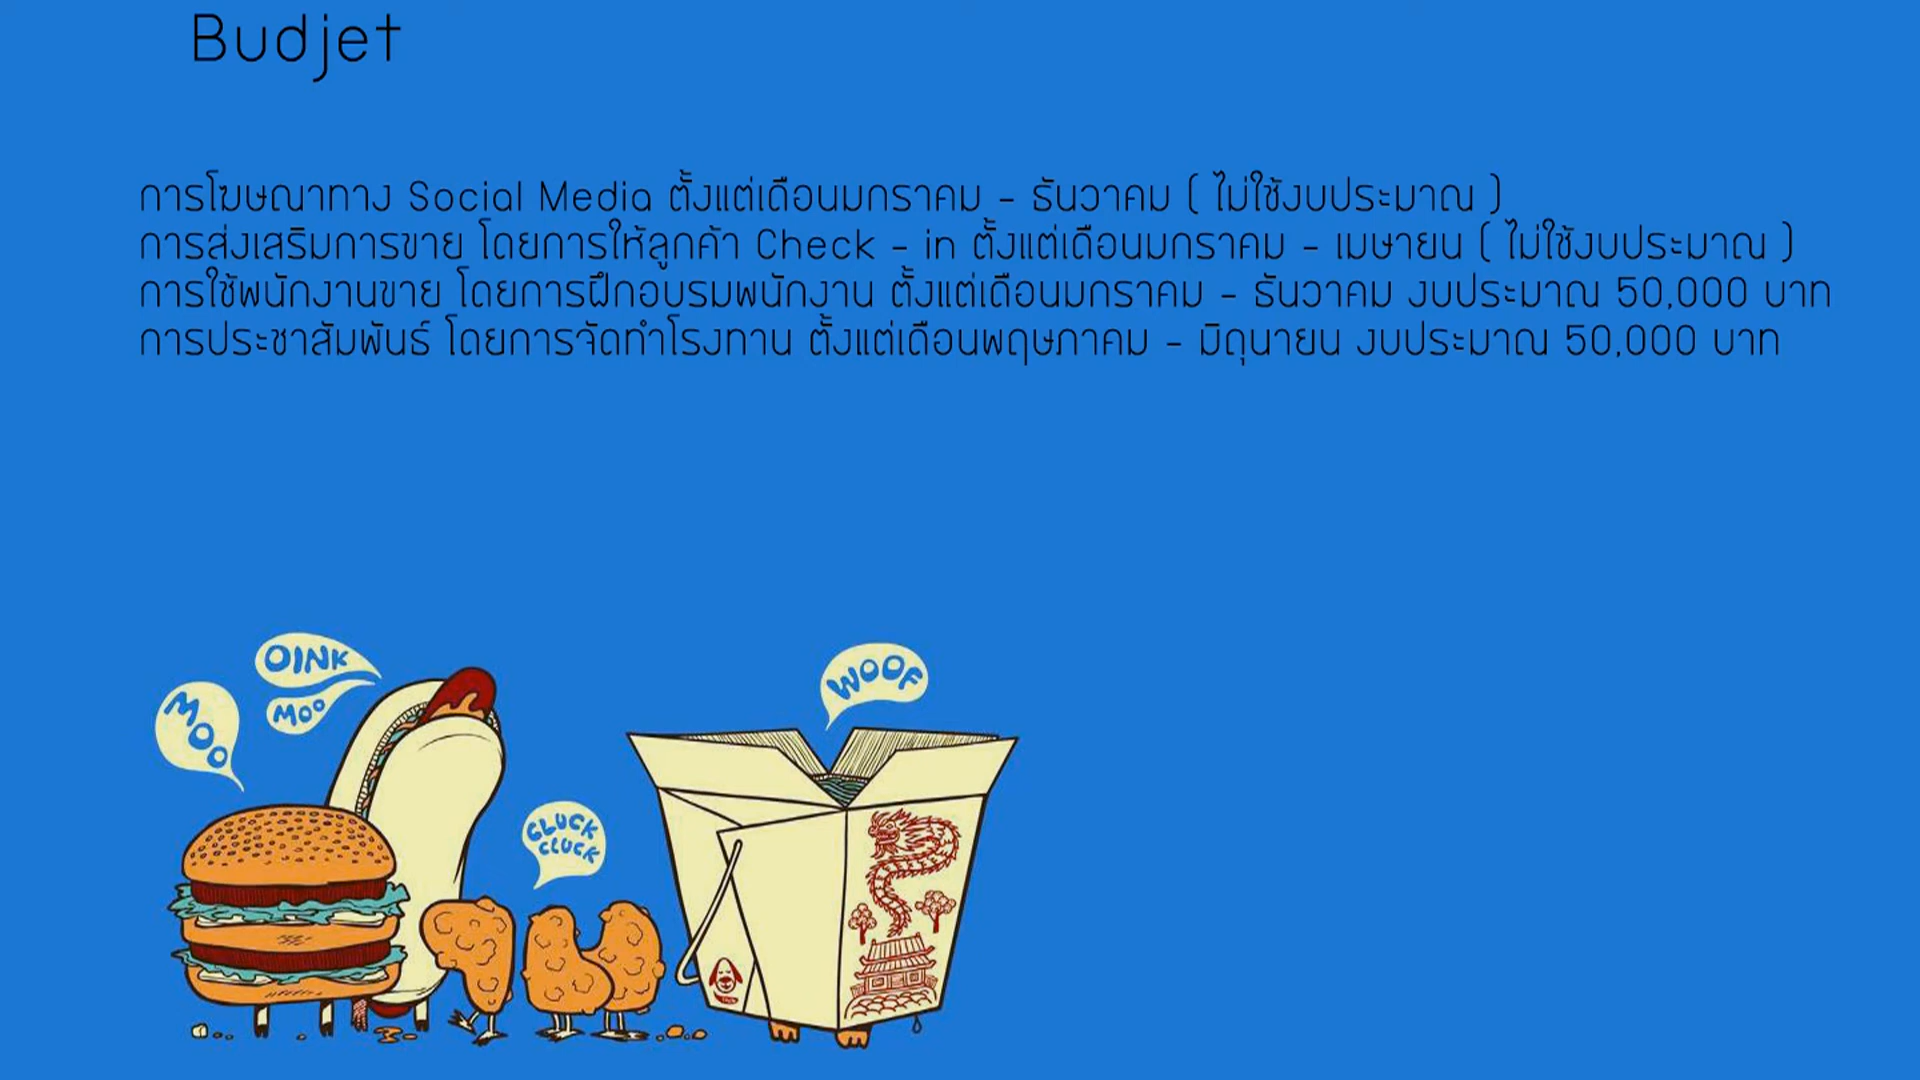 Budjet
การโฆษณาทาง Social Media ตั้งแต่เดือนมกราคม - ธันวาคม ( ไม่ใช้งบประมาณ )
การส่งเสริมการขาย โดยการให้ลูกค้า Check - in ตั้งแต่เดือนมกราคม - เมษายน ( ไม่ใช้งบประมาณ )
การใช้พนักงานขาย โดยการฝึกอบรมพนักงาน ตั้งแต่เดือนมกราคม - ธันวาคม งบประมาณ 50,000 บาท
การประชาสัมพันธ์ โดยการจัดทำโรงทาน ตั้งแต่เดือนพฤษภาคม - มิถุนายน งบประมาณ 50,000 บาท
OINK
MOO
MOO
WOOF
CLUCK
CLUCK